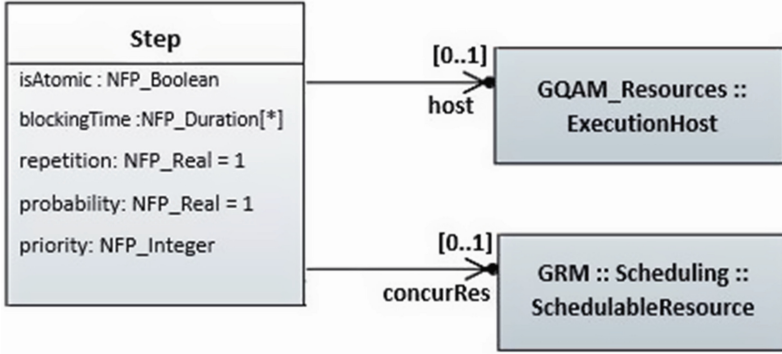 Step
isAtomic : NFP_Boolean
blockingTime :NFP_Duration[*]
repetition: NFP_Real = 1
probability: NFP_Real = 1
priority: NFP_Integer
[0..1]
host
GQAM_Resources ::
ExecutionHost
[0..1]
concurRes
GRM :: Scheduling ::
SchedulableResource